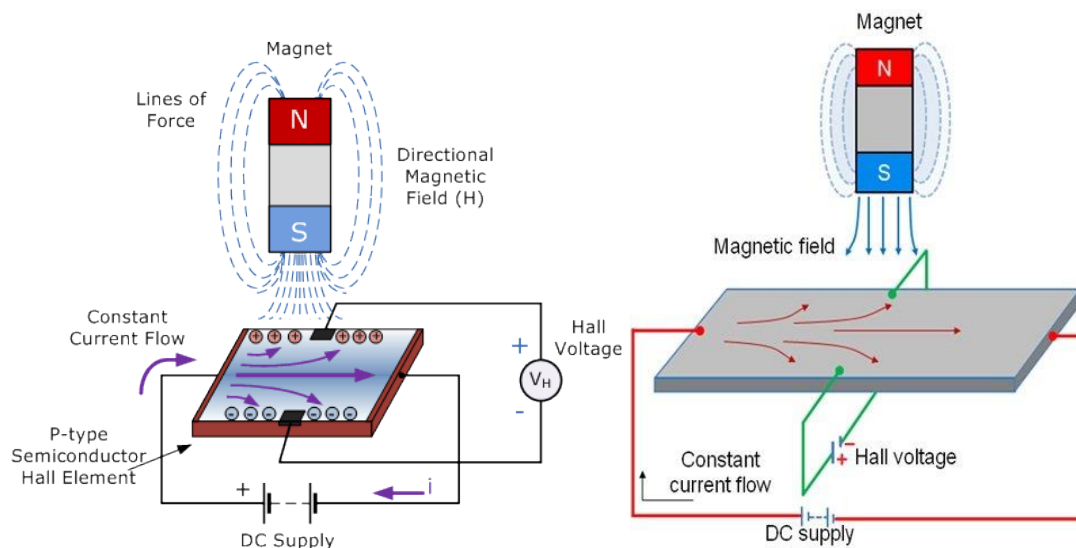 Magnet
Lines of
Force
N
S
Directional
Magnetic
Field (H)
Constant
Current Flow
+
+
+
+
+
+
-
-
-
-
-
-
P-type
Semiconductor
Hall Element
+
VH
-
Hall
Voltage
+
i
DC Supply
Magnet
N
S
Magnetic field
-
+
Hall voltage
Constant
current flow
DC supply